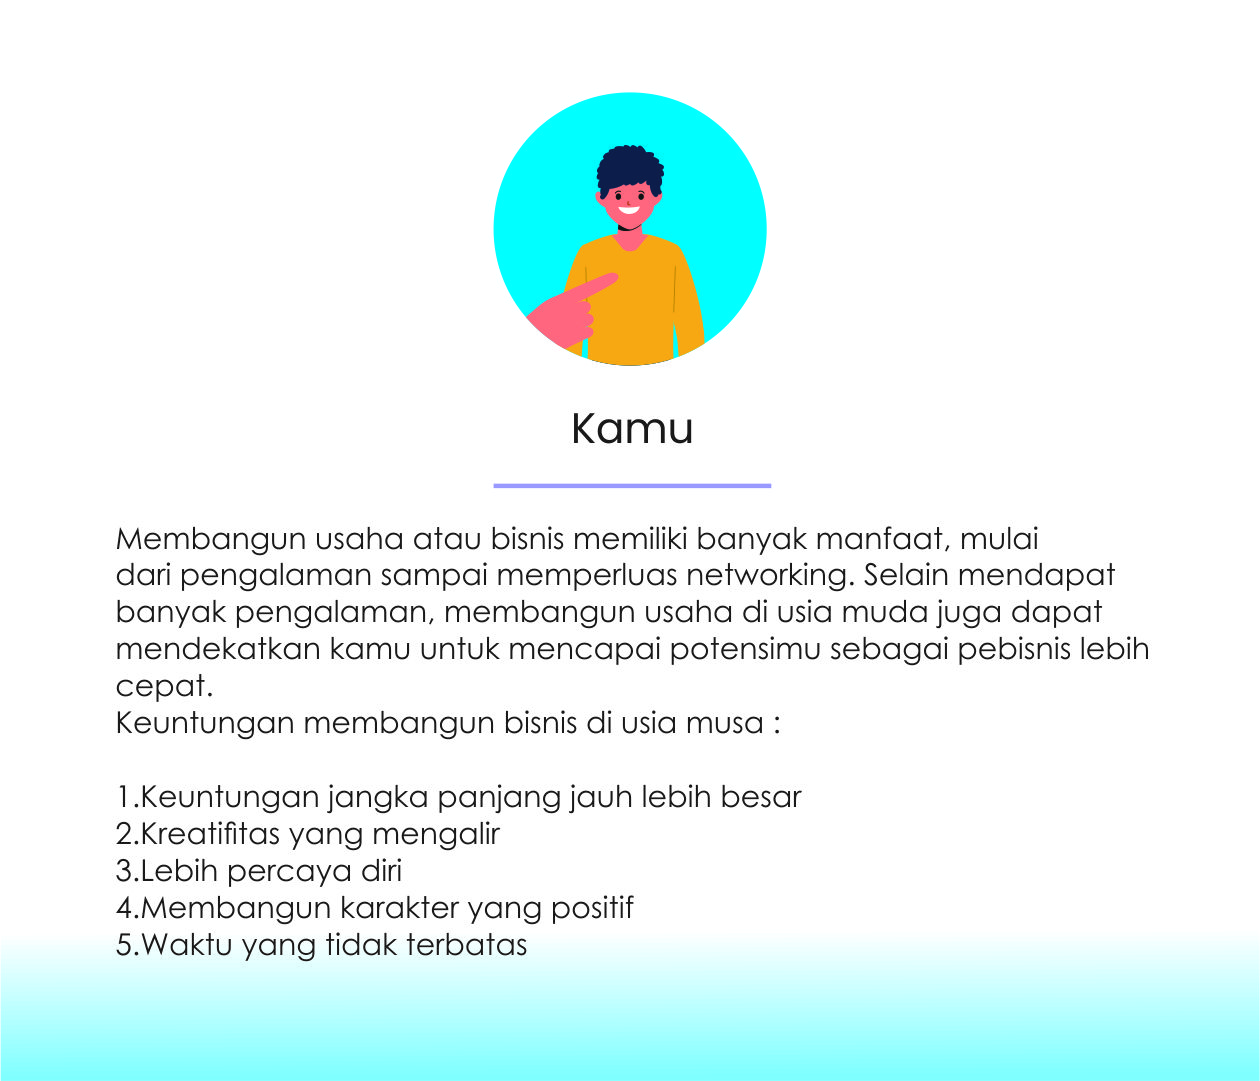 Kamu
Membangun usaha atau bisnis memiliki banyak manfaat, mulai
dari pengalaman sampai memperluas networking. Selain mendapat
banyak pengalaman, membangun usaha di usia muda juga dapat
mendekatkan kamu untuk mencapai potensimu sebagai pebisnis lebih
cepat.
Keuntungan membangun bisnis di usia musa :
1.Keuntungan jangka panjang jauh lebih besar
2.Kreatifitas yang mengalir
3.Lebih percaya diri
4.Membangun karakter yang positif
5.Waktu yang tidak terbatas